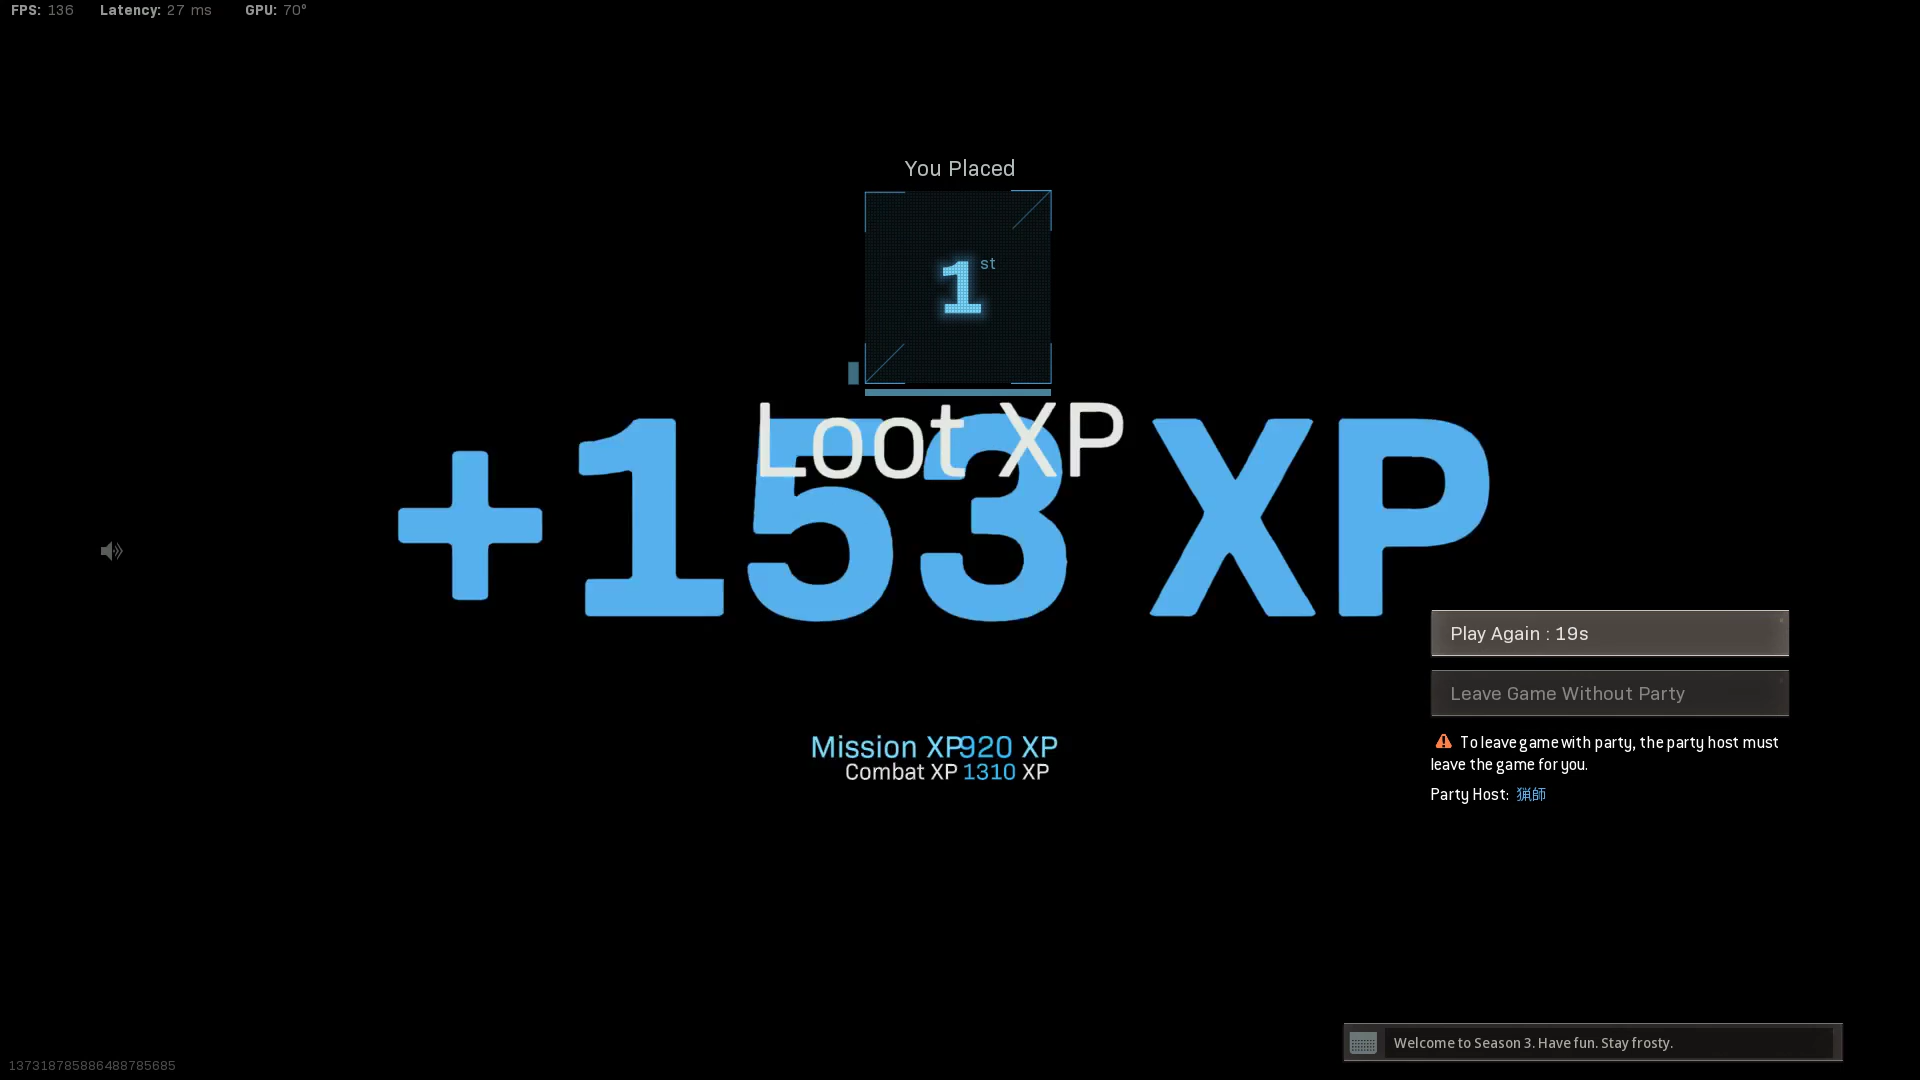 FPS: 136 Latency: 27 ms GPU: 70°
You Placed
1st
Loot XP
+153 XP
Play Again : 19s
Leave Game Without Party
To leave game with party, the party host must
leave the game for you.
Party Host: 猟師
Mission XP 920 XP
Combat XP 1310 XP
Welcome to Season 3. Have fun. Stay frosty.
137318785886488785685